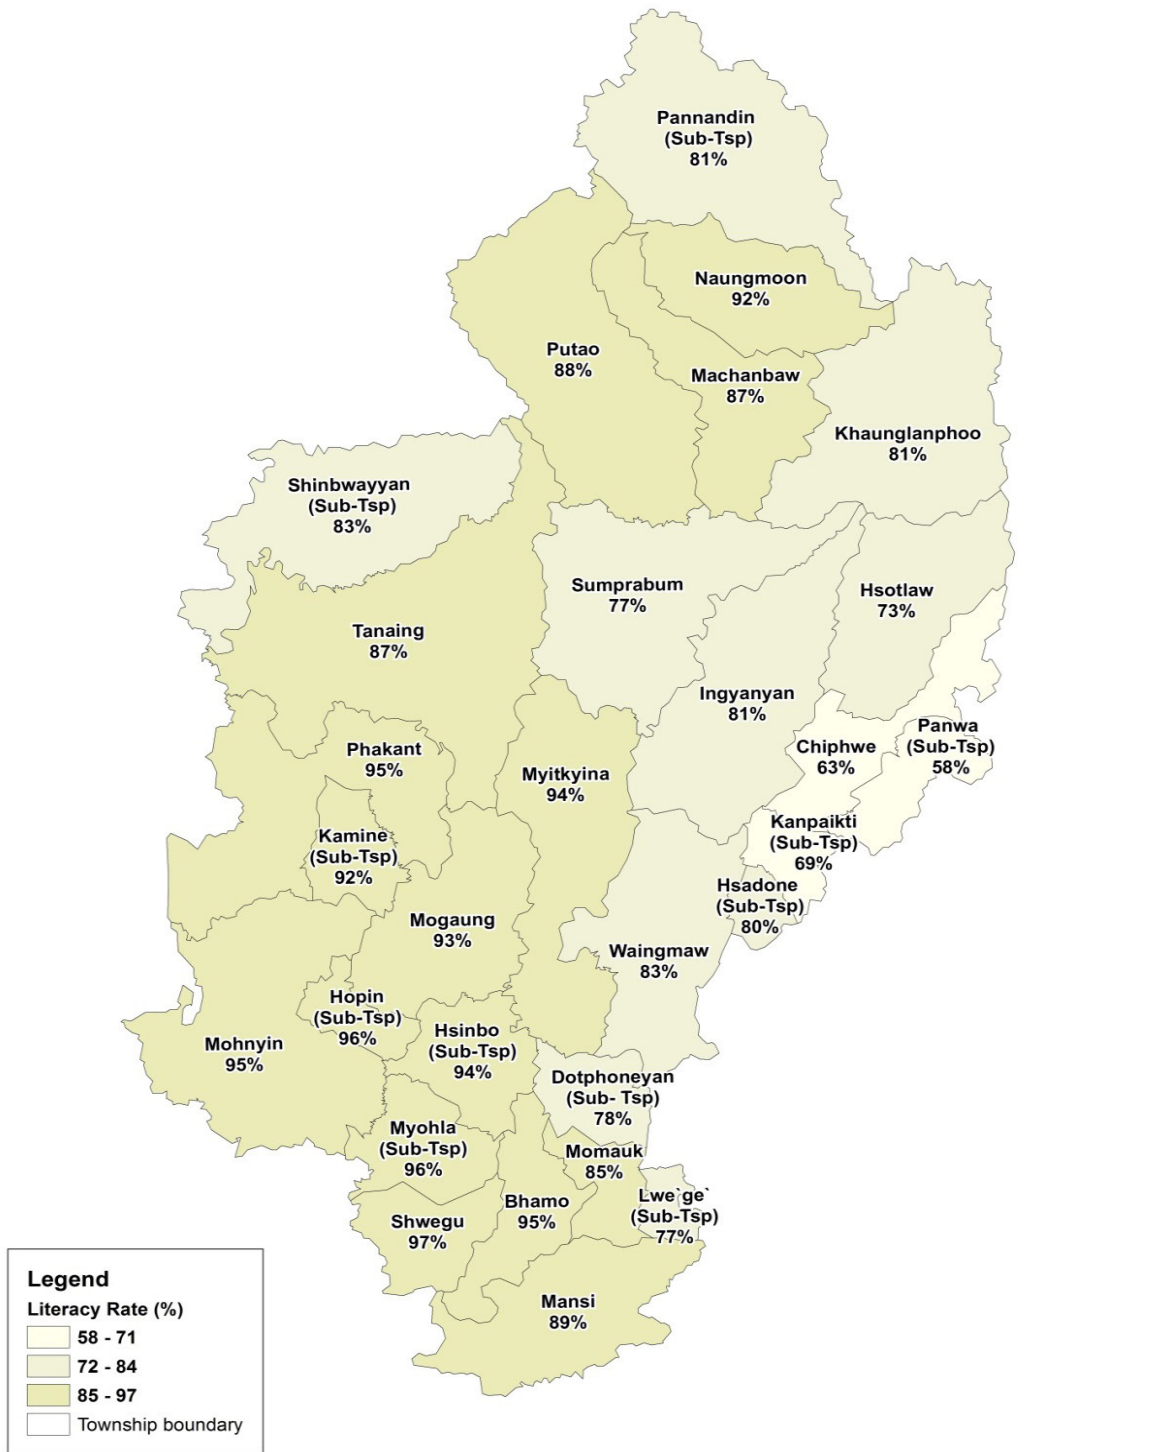 Pannandin
(Sub-Tsp)
81%
Naungmoon
92%
Putao
88%
Machanbaw
87%
Khaunglanphoo
81%
Shinbwayyan
(Sub-Tsp)
83%
Sumprabum
77%
Hsotlaw
73%
Tanaing
87%
Ingyanyan
81%
Panwa
(Sub-Tsp)
58%
Chiphwe
63%
Phakant
95%
Myitkyina
94%
Kanpaikti
(Sub-Tsp)
69%
Kamine
(Sub-Tsp)
92%
Hsadone
(Sub-Tsp)
80%
Mogaung
93%
Waingmaw
83%
Hopin
(Sub-Tsp)
96%
Hsinbo
(Sub-Tsp)
94%
Mohnyin
95%
Dotphoneyan
(Sub- Tsp)
78%
Myohla
(Sub-Tsp)
96%
Momauk
85%
Lwe`ge`
(Sub-Tsp)
77%
Bhamo
95%
Shwegu
97%
Mansi
89%
Legend
Literacy Rate (%)
58 - 71
72 - 84
85 - 97
Township boundary